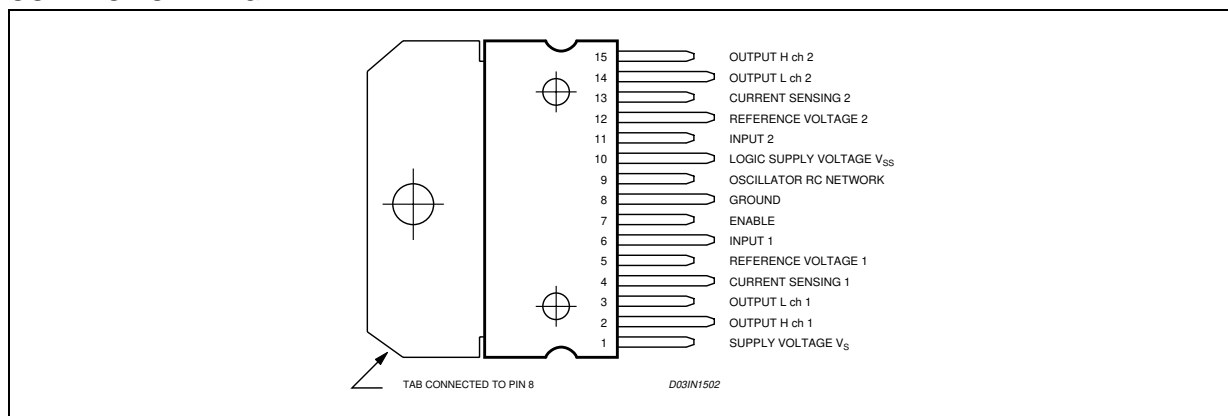 15 OUTPUT H ch 2
14 OUTPUT L ch 2
13 CURRENT SENSING 2
12 REFERENCE VOLTAGE 2
11 INPUT 2
10 LOGIC SUPPLY VOLTAGE VSS
9 OSCILLATOR RC NETWORK
8 GROUND
7 ENABLE
6 INPUT 1
5 REFERENCE VOLTAGE 1
4 CURRENT SENSING 1
3 OUTPUT L ch 1
2 OUTPUT H ch 1
1 SUPPLY VOLTAGE VS
TAB CONNECTED TO PIN 8
D03IN1502